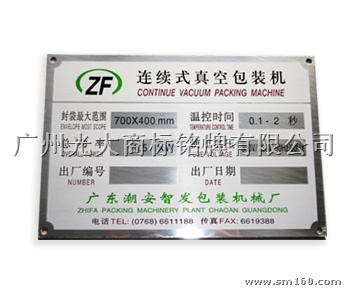 ZF 连续式真空包装机
CONTINUE VACUUM PACKING MACHINE
封袋最大范围 700X400mm 温控时间 0.1-2 秒
ENVELOPE MOST SCOPE TEMPERATURE CONTROL TIME
广州光大商标铭牌有限公司
出厂编号 出厂日期
NUMBER DATE
广东潮安智发包装机械厂
ZHIFA PACKING MACHINERY PLANT CHAOAN GUANGDONG
电话TEL: (0768) 6611188 传真FAX: 6619388
www.sm160.com